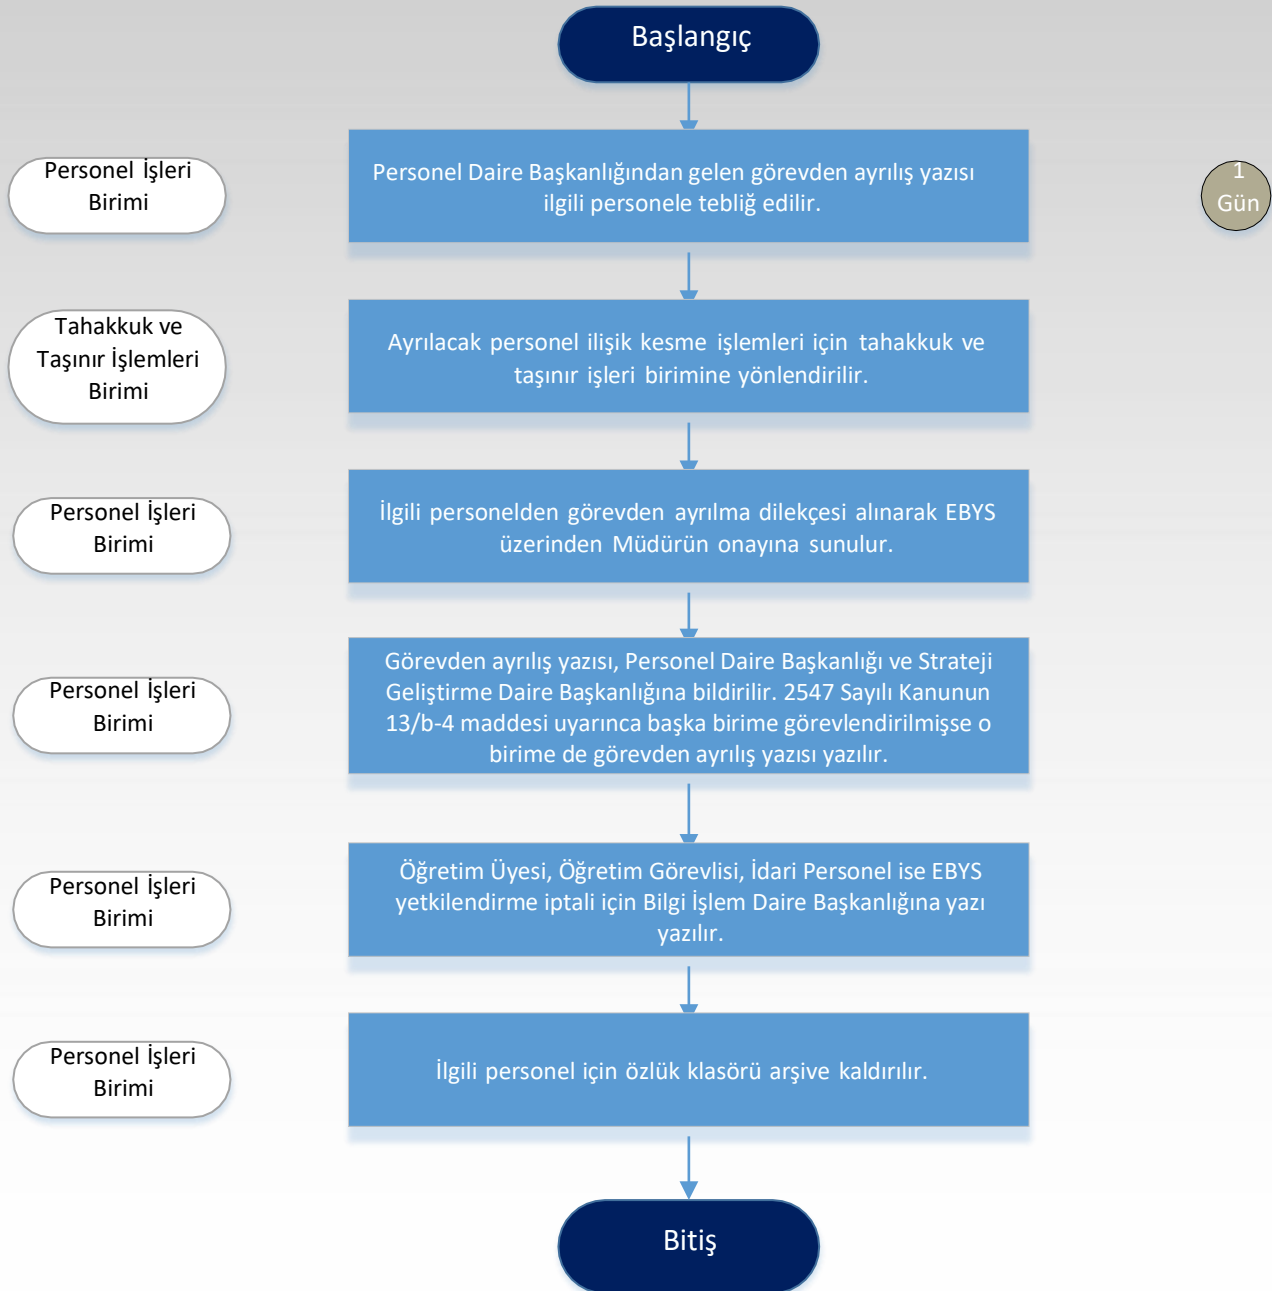 Başlangıç
Personel İşleri
Birimi
Personel Daire Başkanlığından gelen görevden ayrılış yazısı
ilgili personele tebliğ edilir.
1
Gün
Tahakkuk ve
Taşınır İşlemleri
Birimi
Ayrılacak personel ilişik kesme işlemleri için tahakkuk ve
taşınır işleri birimine yönlendirilir.
Personel İşleri
Birimi
İlgili personelden görevden ayrılma dilekçesi alınarak EBYS
üzerinden Müdürün onayına sunulur.
Personel İşleri
Birimi
Görevden ayrılış yazısı, Personel Daire Başkanlığı ve Strateji
Geliştirme Daire Başkanlığına bildirilir. 2547 Sayılı Kanunun
13/b-4 maddesi uyarınca başka birime görevlendirilmişse o
birime de görevden ayrılış yazısı yazılır.
Personel İşleri
Birimi
Öğretim Üyesi, Öğretim Görevlisi, İdari Personel ise EBYS
yetkilendirme iptali için Bilgi İşlem Daire Başkanlığına yazı
yazılır.
Personel İşleri
Birimi
İlgili personel için özlük klasörü arşive kaldırılır.
Bitiş